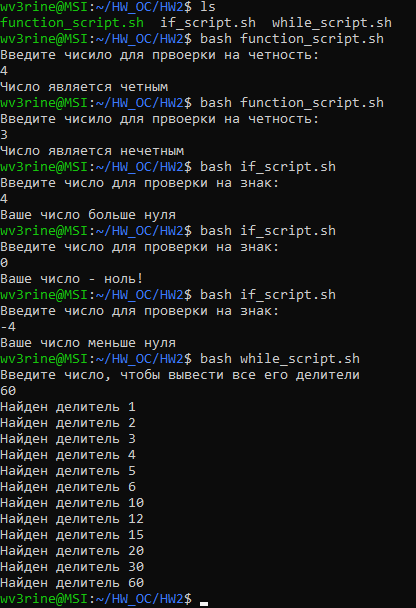 wv3rine@MSI:~/HW_OC/HW2$ ls
function_script.sh if_script.sh while_script.sh
wv3rine@MSI:~/HW_OC/HW2$ bash function_script.sh
Введите чисило для првоерки на четность:
4
Число является четным
wv3rine@MSI:~/HW_OC/HW2$ bash function_script.sh
Введите чисило для првоерки на четность:
3
Число является нечетным
wv3rine@MSI:~/HW_OC/HW2$ bash if_script.sh
Введите число для проверки на знак:
4
Ваше число больше нуля
wv3rine@MSI:~/HW_OC/HW2$ bash if_script.sh
Введите число для проверки на знак:
0
Ваше число - ноль!
wv3rine@MSI:~/HW_OC/HW2$ bash if_script.sh
Введите число для проверки на знак:
-4
Ваше число меньше нуля
wv3rine@MSI:~/HW_OC/HW2$ bash while_script.sh
Введите число, чтобы вывести все его делители
60
Найден делитель 1
Найден делитель 2
Найден делитель 3
Найден делитель 4
Найден делитель 5
Найден делитель 6
Найден делитель 10
Найден делитель 12
Найден делитель 15
Найден делитель 20
Найден делитель 30
Найден делитель 60
wv3rine@MSI:~/HW_OC/HW2$